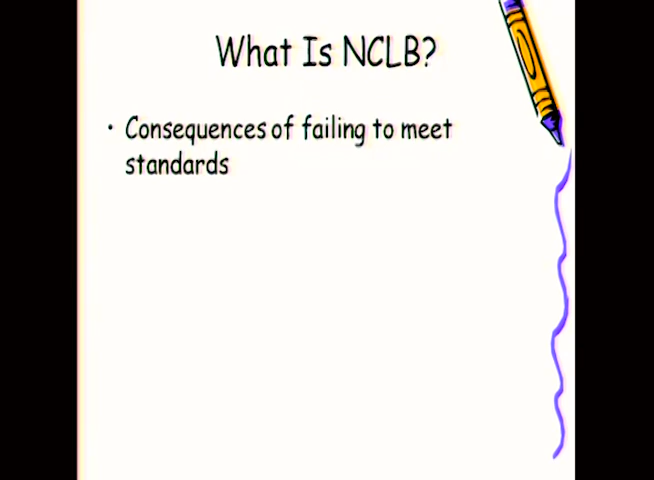 What Is NCLB?
• Consequences of failing to meet
standards